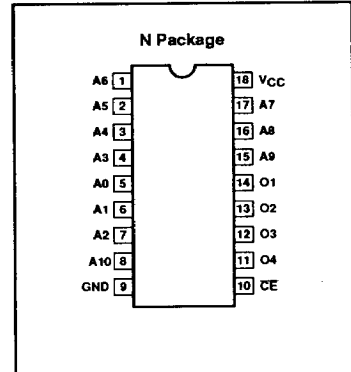 N Package
A6 1 18 VCC
A5 2 17 A7
A4 3 16 A8
A3 4 15 A9
A0 5 14 O1
A1 6 13 O2
A2 7 12 O3
A10 8 11 O4
GND 9 10 C̅E̅